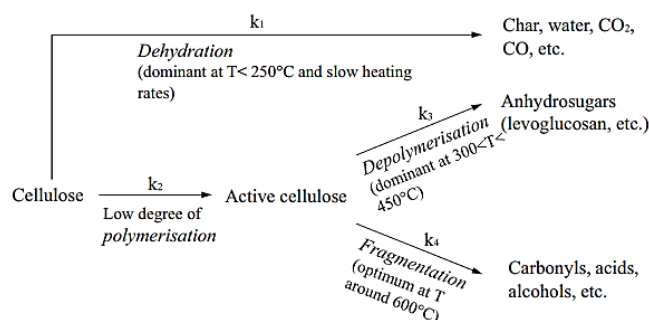 k₁
Dehydration
(dominant at T< 250°C and slow heating
rates)
Char, water, CO₂,
CO, etc.
k₃
Depolymerisation
(dominant at 300<T<
450°C)
Anhydrosugars
(levoglucosan, etc.)
Cellulose
k₂
Low degree of
polymerisation
Active cellulose
k₄
Fragmentation
(optimum at T
around 600°C)
Carbonyls, acids,
alcohols, etc.